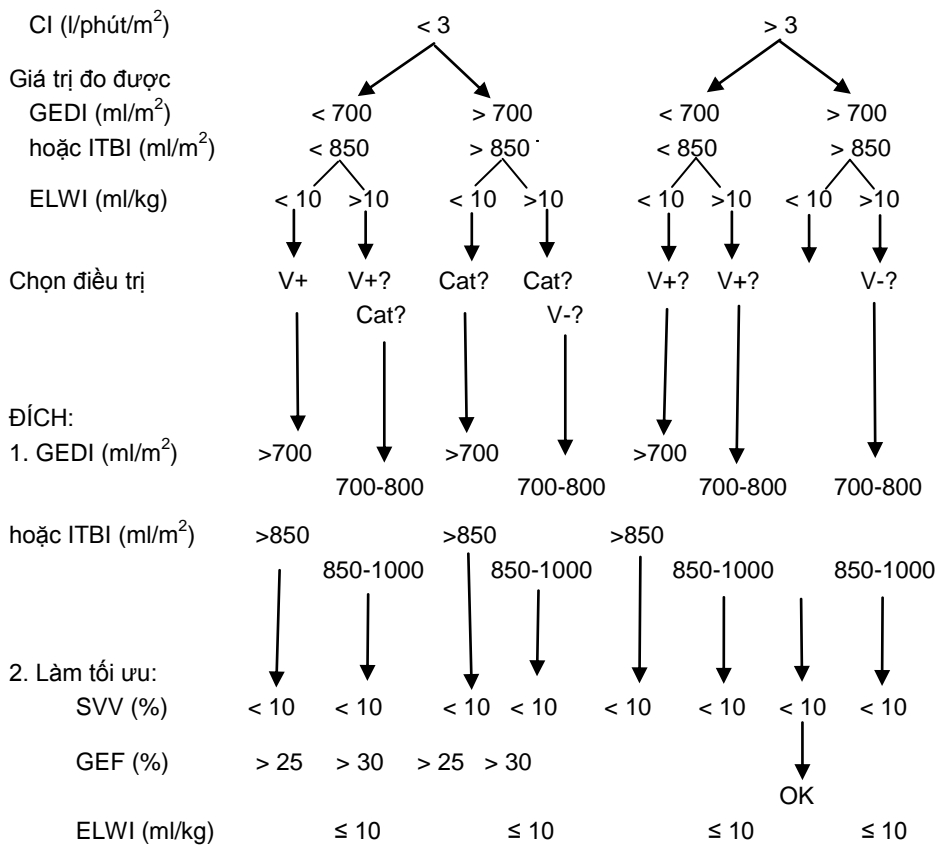 CI (l/phút/m²) < 3 > 3
Giá trị đo được
GEDI (ml/m²) < 700 > 700 < 700 > 700
hoặc ITBI (ml/m²) < 850 > 850 < 850 > 850
ELWI (ml/kg) < 10 >10 < 10 >10 < 10 >10 < 10 >10
Chọn điều trị V+ V+? Cat? Cat? V+? V+? V-?
Cat? V-?
ĐÍCH:
1. GEDI (ml/m²) >700 >700 >700
700-800 700-800 700-800 700-800
hoặc ITBI (ml/m²) >850 >850 >850
850-1000 850-1000 850-1000 850-1000
2. Làm tối ưu:
SVV (%) < 10 < 10 < 10 < 10 < 10 < 10 < 10 < 10
GEF (%) > 25 > 30 > 25 > 30
OK
ELWI (ml/kg) ≤ 10 ≤ 10 ≤ 10 ≤ 10